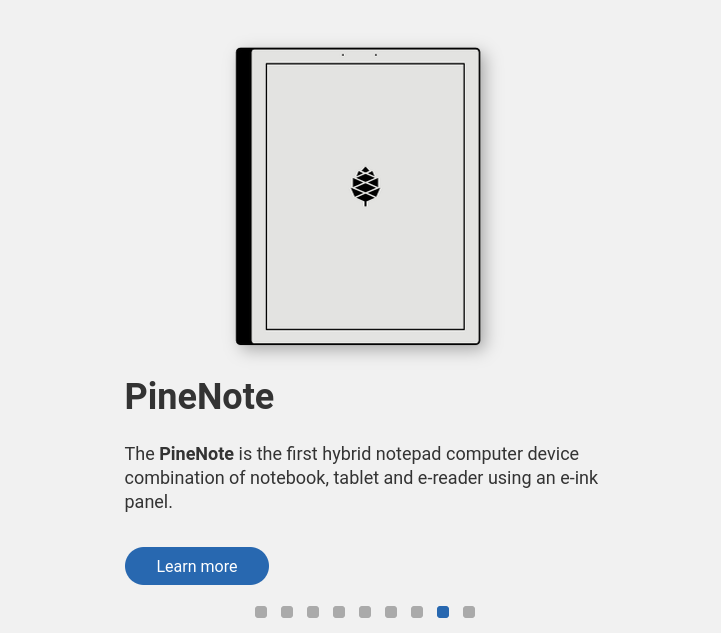 PineNote
The PineNote is the first hybrid notepad computer device
combination of notebook, tablet and e-reader using an e-ink
panel.
Learn more